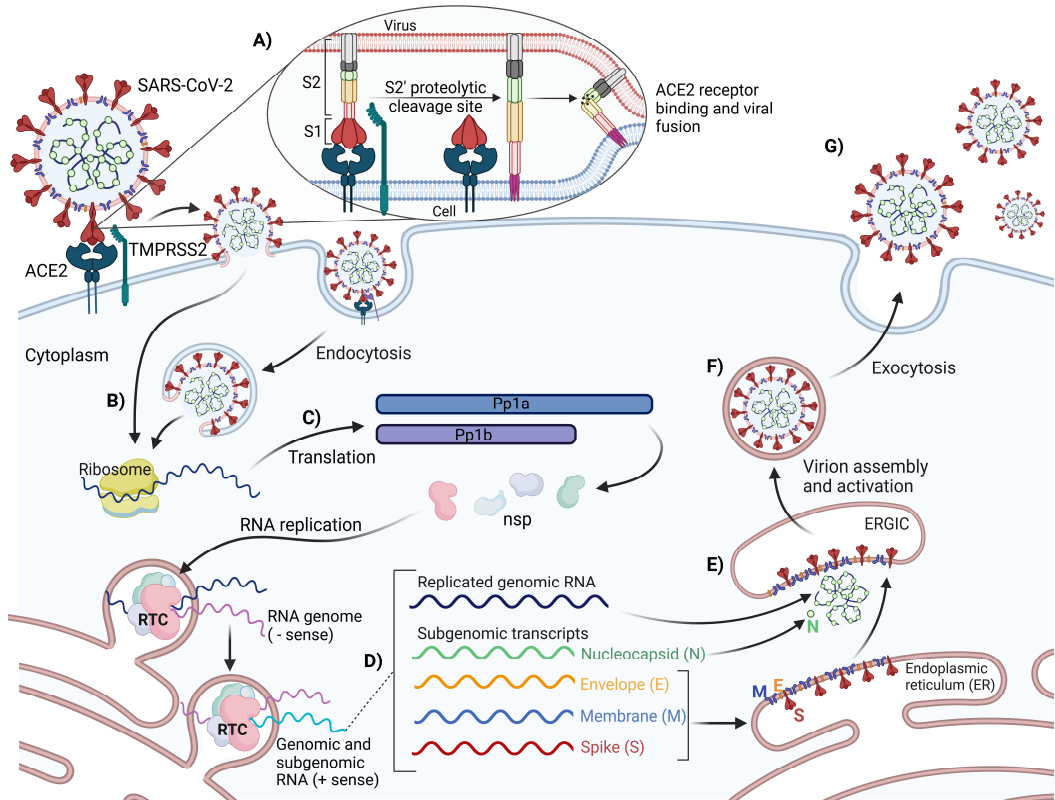 A)
Virus
SARS-CoV-2
S2
S2' proteolytic
cleavage site
S1
ACE2 receptor
binding and viral
fusion
Cell
G)
TMPRSS2
ACE2
Cytoplasm
Endocytosis
Exocytosis
F)
B)
C)
Pp1a
Pp1b
Translation
Ribosome
Virion assembly
and activation
nsp
RNA replication
ERGIC
E)
Replicated genomic RNA
RTC
RNA genome
( - sense)
Subgenomic transcripts
N
D)
Nucleocapsid (N)
Envelope (E)
Membrane (M)
Spike (S)
M
E
S
Endoplasmic
reticulum (ER)
RTC
Genomic and
subgenomic
RNA (+ sense)